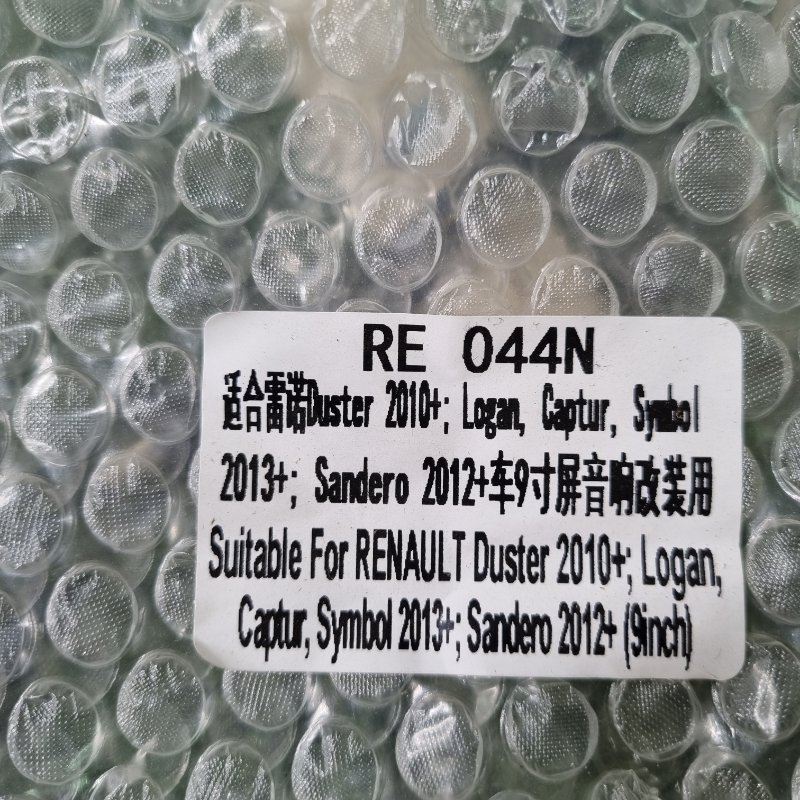 RE 044N
适合雷诺Duster 2010+; Logan, Captur, Symbol
2013+; Sandero 2012+车9寸屏音响改装用
Suitable For RENAULT Duster 2010+; Logan,
Captur, Symbol 2013+; Sandero 2012+ (9inch)